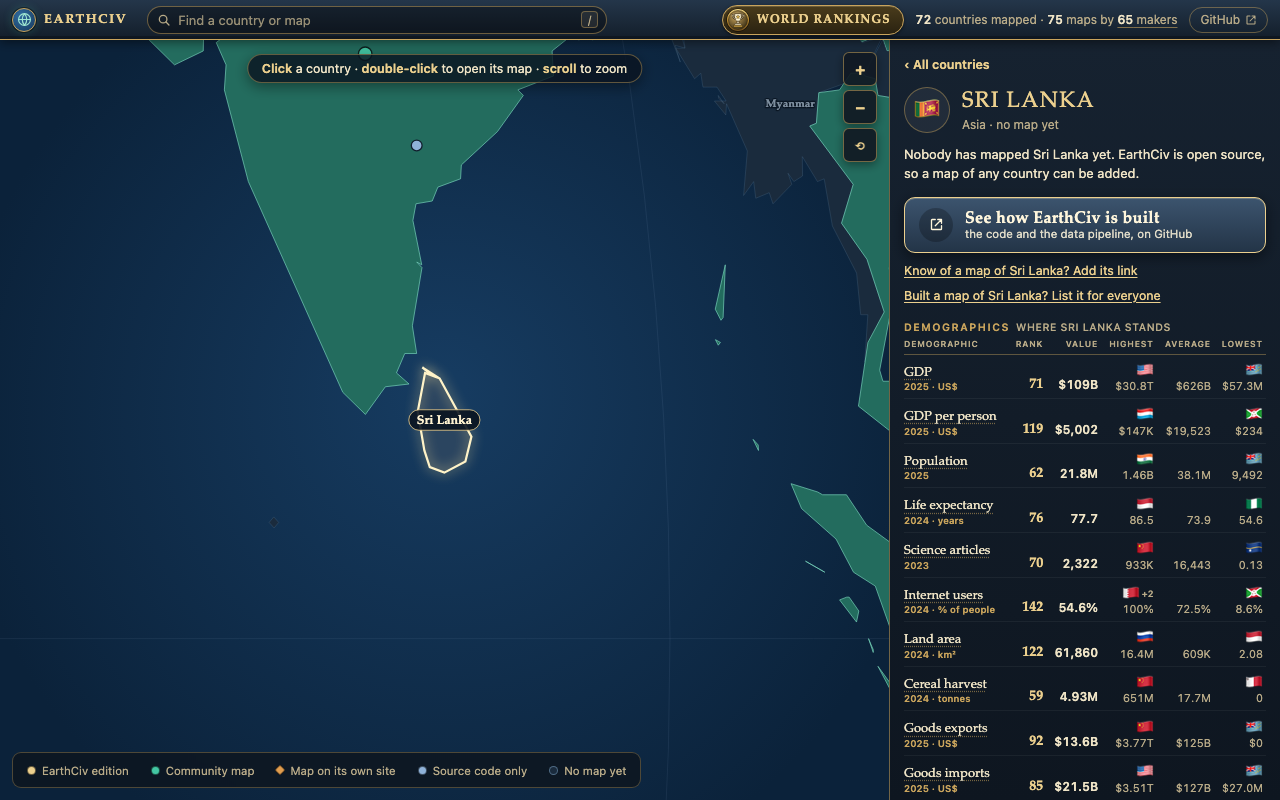 EARTHCIV
Find a country or map
/
WORLD RANKINGS
72 countries mapped · 75 maps by 65 makers
GitHub
Click a country · double-click to open its map · scroll to zoom
+
−
Myanmar
Sri Lanka
EarthCiv edition
Community map
Map on its own site
Source code only
No map yet
‹ All countries
SRI LANKA
Asia · no map yet
Nobody has mapped Sri Lanka yet. EarthCiv is open source,
so a map of any country can be added.
See how EarthCiv is built
the code and the data pipeline, on GitHub
Know of a map of Sri Lanka? Add its link
Built a map of Sri Lanka? List it for everyone
DEMOGRAPHICS WHERE SRI LANKA STANDS
DEMOGRAPHIC RANK VALUE HIGHEST AVERAGE LOWEST
GDP
2025 · US$ 71 $109B $30.8T $626B $57.3M
GDP per person
2025 · US$ 119 $5,002 $147K $19,523 $234
Population
2025 62 21.8M 1.46B 38.1M 9,492
Life expectancy
2024 · years 76 77.7 86.5 73.9 54.6
Science articles
2023 70 2,322 933K 16,443 0.13
Internet users +2
2024 · % of people 142 54.6% 100% 72.5% 8.6%
Land area
2024 · km² 122 61,860 16.4M 609K 2.08
Cereal harvest
2024 · tonnes 59 4.93M 651M 17.7M 0
Goods exports
2025 · US$ 92 $13.6B $3.77T $125B $0
Goods imports
2025 · US$ 85 $21.5B $3.51T $127B $27.0M